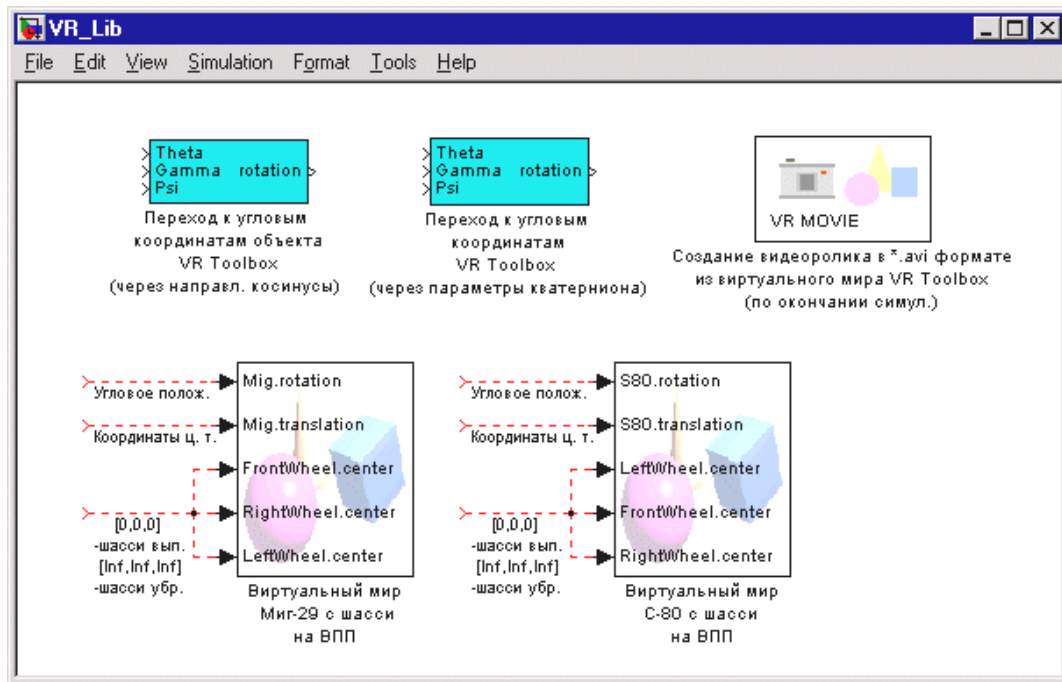 VR_Lib
File Edit View Simulation Format Tools Help
Theta
Gamma rotation
Psi
Переход к угловым
координатам объекта
VR Toolbox
(через направл. косинусы)
Theta
Gamma rotation
Psi
Переход к угловым
координатам
VR Toolbox
(через параметры кватерниона)
VR MOVIE
Создание видеоролика в *.avi формате
из виртуального мира VR Toolbox
(по окончании симул.)
Угловое полож.
Координаты ц. т.
[0,0,0]
-шасси вып.
[Inf,Inf,Inf]
-шасси убр.
Mig.rotation
Mig.translation
FrontWheel.center
RightWheel.center
LeftWheel.center
Виртуальный мир
Миг-29 с шасси
на ВПП
Угловое полож.
Координаты ц. т.
[0,0,0]
-шасси вып.
[Inf,Inf,Inf]
-шасси убр.
S80.rotation
S80.translation
LeftWheel.center
FrontWheel.center
RightWheel.center
Виртуальный мир
С-80 с шасси
на ВПП